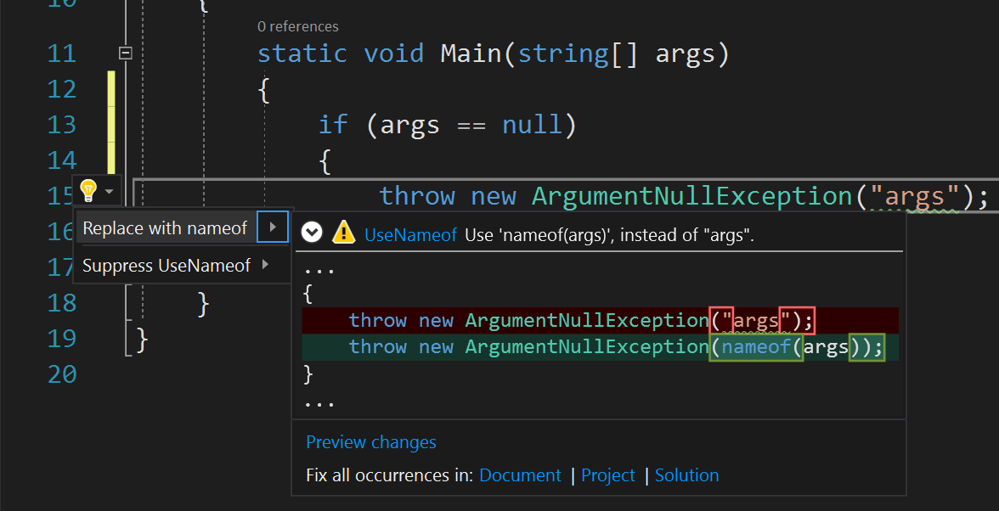 10 {
0 references
11 static void Main(string[] args)
12 {
13 if (args == null)
14 {
15 throw new ArgumentNullException("args");
16
17
18 }
19 }
20
Replace with nameof
Suppress UseNameof
UseNameof Use 'nameof(args)', instead of "args".
...
{
throw new ArgumentNullException("args");
throw new ArgumentNullException(nameof(args));
}
...
Preview changes
Fix all occurrences in: Document | Project | Solution